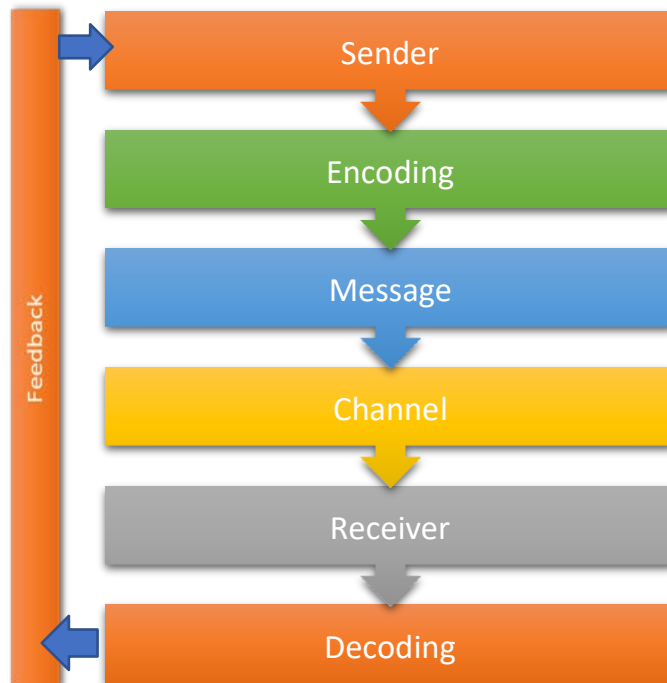 Sender
Encoding
Message
Feedback
Channel
Receiver
Decoding